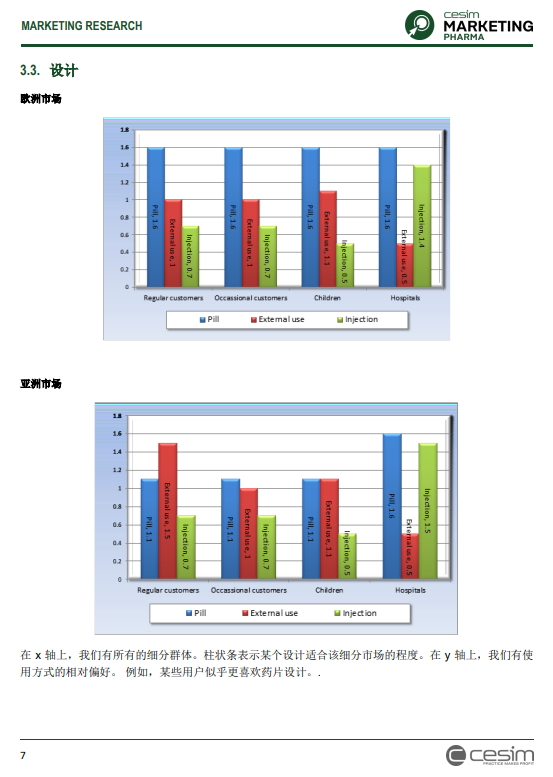 MARKETING RESEARCH
cesim
MARKETING
PHARMA
3.3. 设计
欧洲市场
1.8
1.6
1.4
1.2
1
0.8
0.6
0.4
0.2
0
Pill, 1.6
External use, 1
Injection, 0.7
Pill, 1.6
External use, 1
Injection, 0.7
Pill, 1.6
External use, 1.1
Injection, 0.5
Pill, 1.6
External use, 0.5
Injection, 1.4
Regular customers Occassional customers Children Hospitals
Pill External use Injection
亚洲市场
1.8
1.6
1.4
1.2
1
0.8
0.6
0.4
0.2
0
Pill, 1.1
External use, 1.5
Injection, 0.7
Pill, 1.1
External use, 1
Injection, 0.7
Pill, 1.1
External use, 1.1
Injection, 0.5
Pill, 1.6
External use, 0.5
Injection, 1.5
Regular customers Occassional customers Children Hospitals
Pill External use Injection
在 x 轴上，我们有所有的细分群体。柱状条表示某个设计适合该细分市场的程度。在 y 轴上，我们有使
用方式的相对偏好。 例如，某些用户似乎更喜欢药片设计。.
7
cesim
PRACTICE MAKES PROFIT